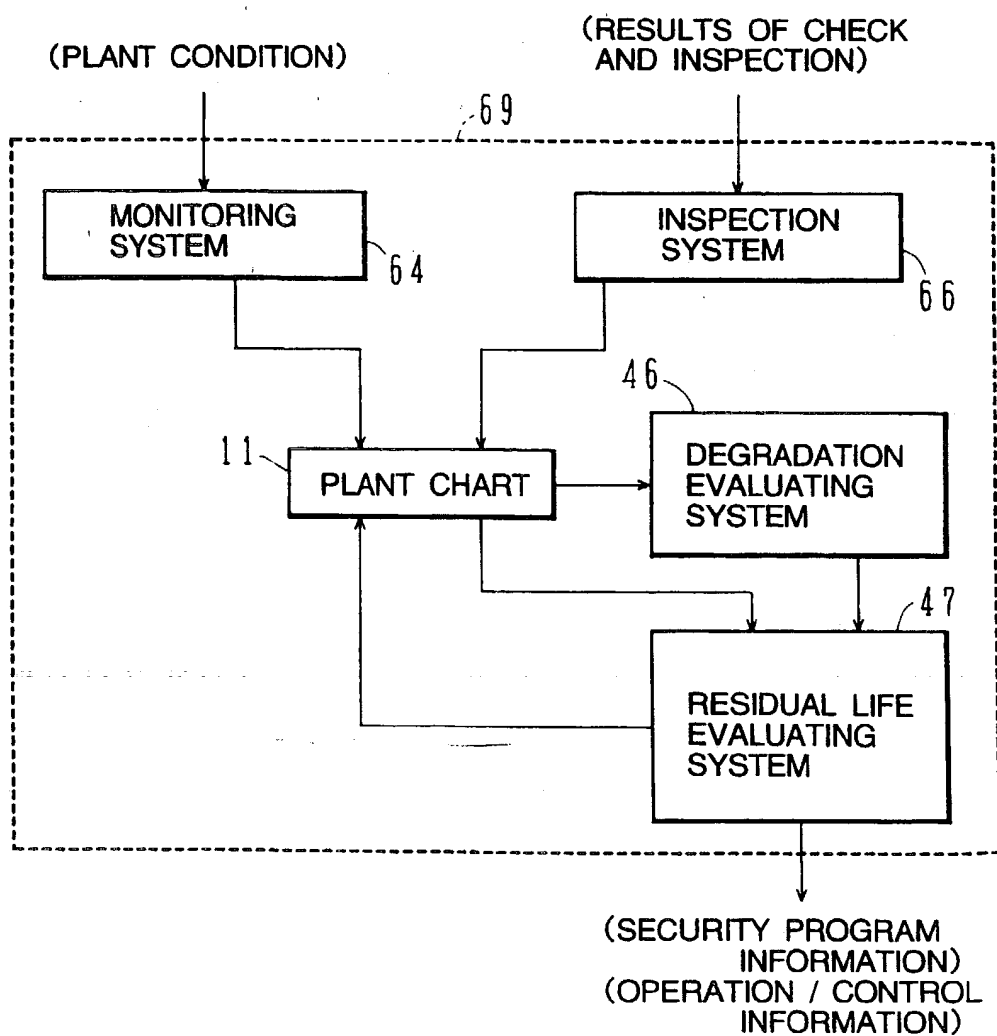 (PLANT CONDITION)
(RESULTS OF CHECK
AND INSPECTION)
69
MONITORING
SYSTEM
64
INSPECTION
SYSTEM
66
46
11
PLANT CHART
DEGRADATION
EVALUATING
SYSTEM
47
RESIDUAL LIFE
EVALUATING
SYSTEM
(SECURITY PROGRAM
INFORMATION)
(OPERATION / CONTROL
INFORMATION)